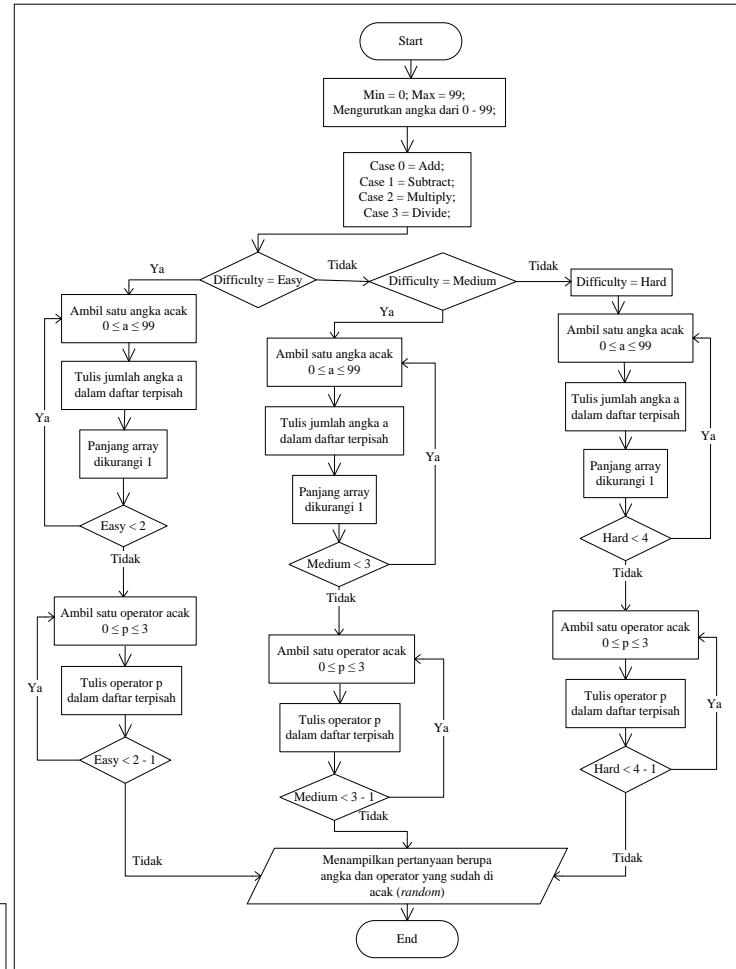 Start
Min = 0; Max = 99;
Mengurutkan angka dari 0 - 99;
Case 0 = Add;
Case 1 = Subtract;
Case 2 = Multiply;
Case 3 = Divide;
Difficulty = Easy
Ya
Tidak
Difficulty = Medium
Tidak
Difficulty = Hard
Ya
Ambil satu angka acak
0 ≤ a ≤ 99
Tulis jumlah angka a
dalam daftar terpisah
Panjang array
dikurangi 1
Easy < 2
Ya
Tidak
Ambil satu operator acak
0 ≤ p ≤ 3
Tulis operator p
dalam daftar terpisah
Easy < 2 - 1
Ya
Tidak
Ambil satu angka acak
0 ≤ a ≤ 99
Tulis jumlah angka a
dalam daftar terpisah
Panjang array
dikurangi 1
Medium < 3
Ya
Tidak
Ambil satu operator acak
0 ≤ p ≤ 3
Tulis operator p
dalam daftar terpisah
Medium < 3 - 1
Ya
Tidak
Ambil satu angka acak
0 ≤ a ≤ 99
Tulis jumlah angka a
dalam daftar terpisah
Panjang array
dikurangi 1
Hard < 4
Ya
Tidak
Ambil satu operator acak
0 ≤ p ≤ 3
Tulis operator p
dalam daftar terpisah
Hard < 4 - 1
Ya
Tidak
Menampilkan pertanyaan berupa
angka dan operator yang sudah di
acak (random)
End